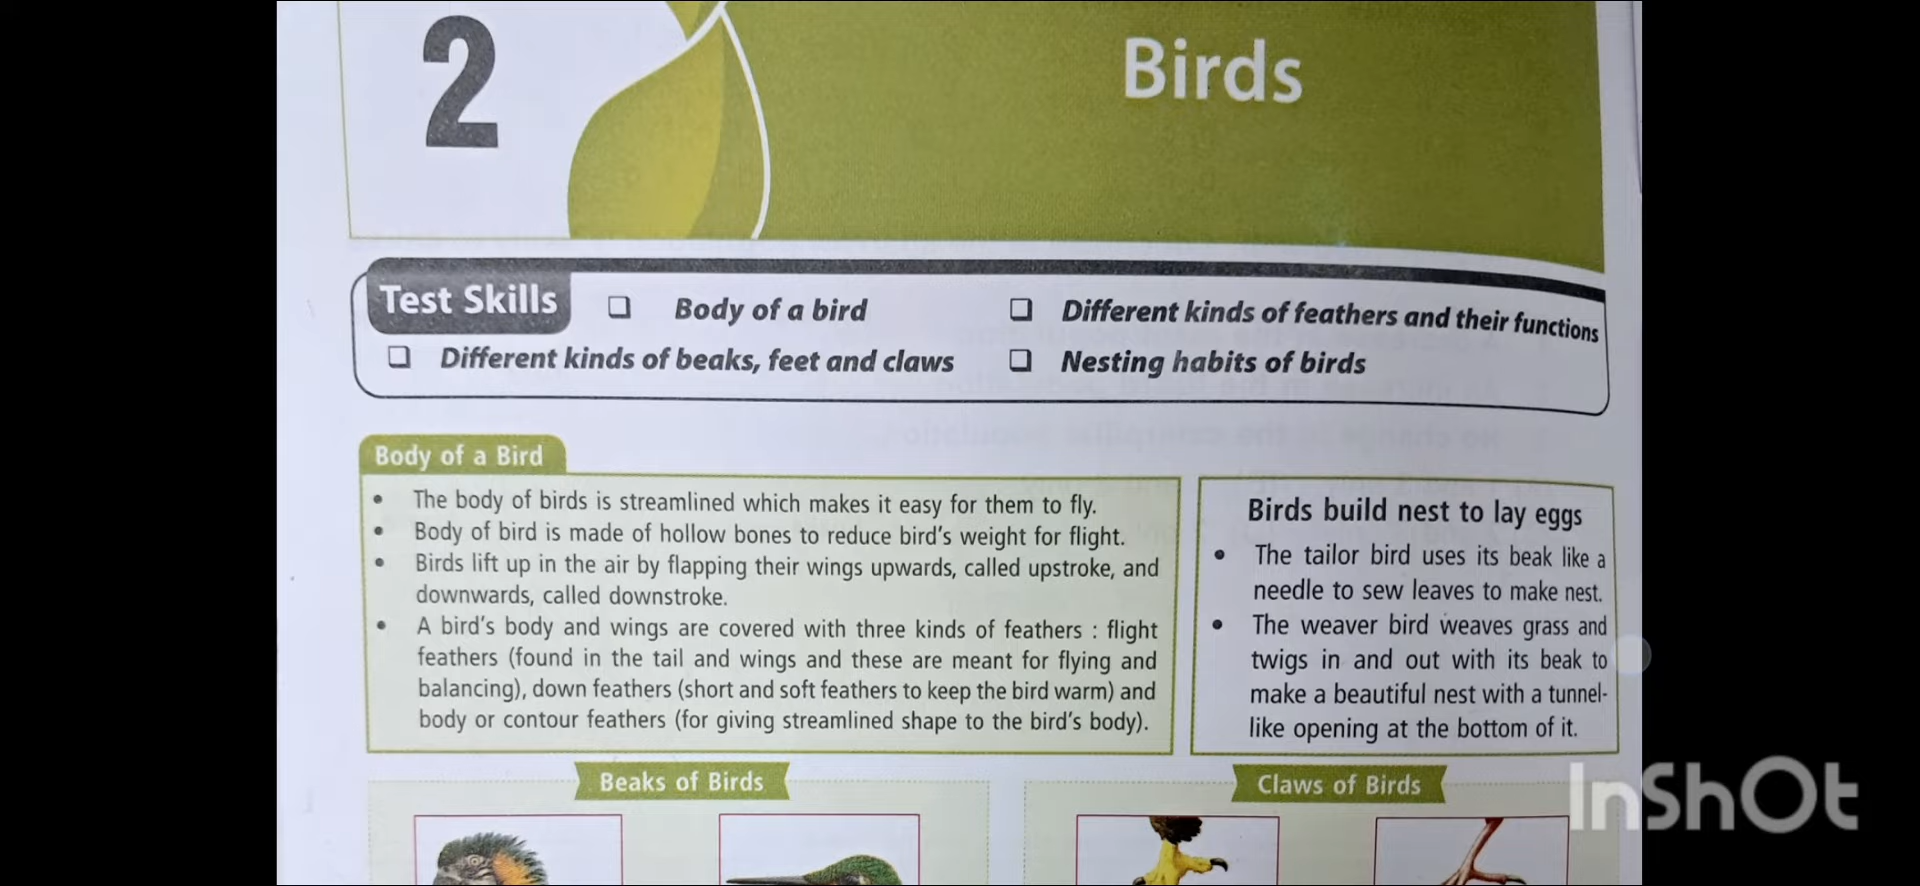 2
Birds
Test Skills
❑ Body of a bird
❑ Different kinds of feathers and their functions
❑ Different kinds of beaks, feet and claws
❑ Nesting habits of birds
Body of a Bird
• The body of birds is streamlined which makes it easy for them to fly.
• Body of bird is made of hollow bones to reduce bird's weight for flight.
• Birds lift up in the air by flapping their wings upwards, called upstroke, and
downwards, called downstroke.
• A bird's body and wings are covered with three kinds of feathers : flight
feathers (found in the tail and wings and these are meant for flying and
balancing), down feathers (short and soft feathers to keep the bird warm) and
body or contour feathers (for giving streamlined shape to the bird's body).
Birds build nest to lay eggs
• The tailor bird uses its beak like a
needle to sew leaves to make nest.
• The weaver bird weaves grass and
twigs in and out with its beak to
make a beautiful nest with a tunnel-
like opening at the bottom of it.
Beaks of Birds
Claws of Birds
InShOt